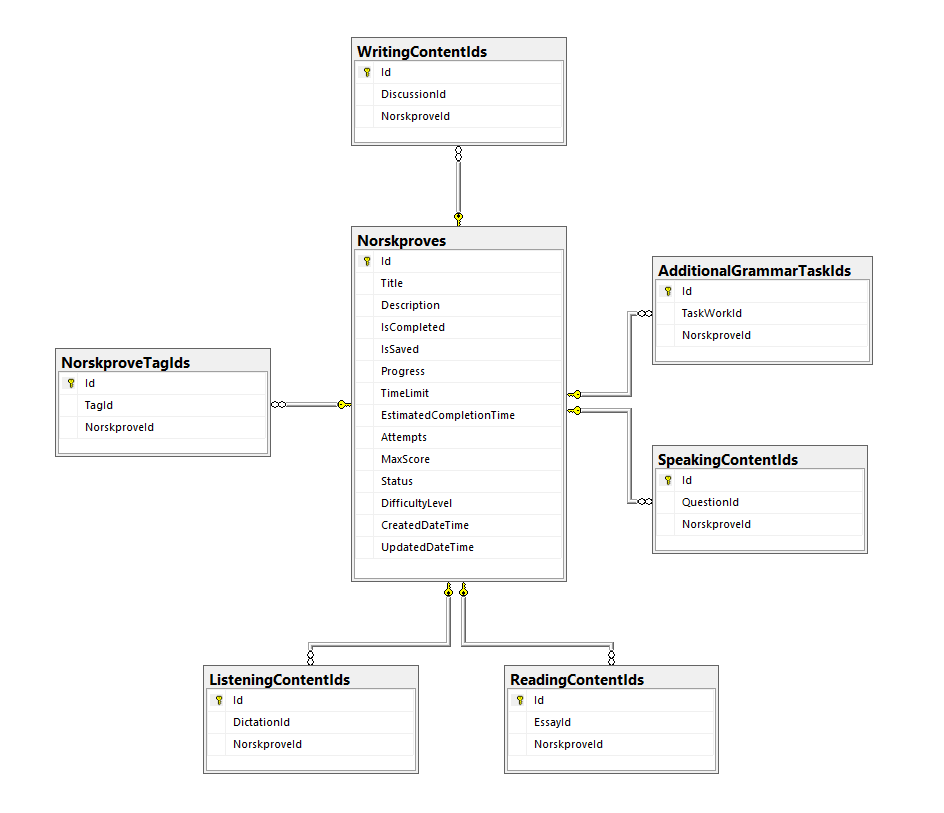 WritingContentIds
Id
DiscussionId
NorskproveId
Norskproves
Id
Title
Description
IsCompleted
IsSaved
Progress
TimeLimit
EstimatedCompletionTime
Attempts
MaxScore
Status
DifficultyLevel
CreatedDateTime
UpdatedDateTime
AdditionalGrammarTaskIds
Id
TaskWorkId
NorskproveId
NorskproveTagIds
Id
TagId
NorskproveId
SpeakingContentIds
Id
QuestionId
NorskproveId
ListeningContentIds
Id
DictationId
NorskproveId
ReadingContentIds
Id
EssayId
NorskproveId